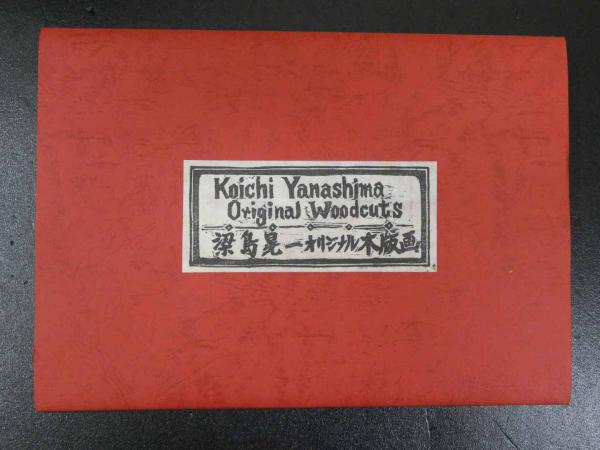 Koichi Yanashima
Original Woodcuts
梁島晃一オリジナル木版画